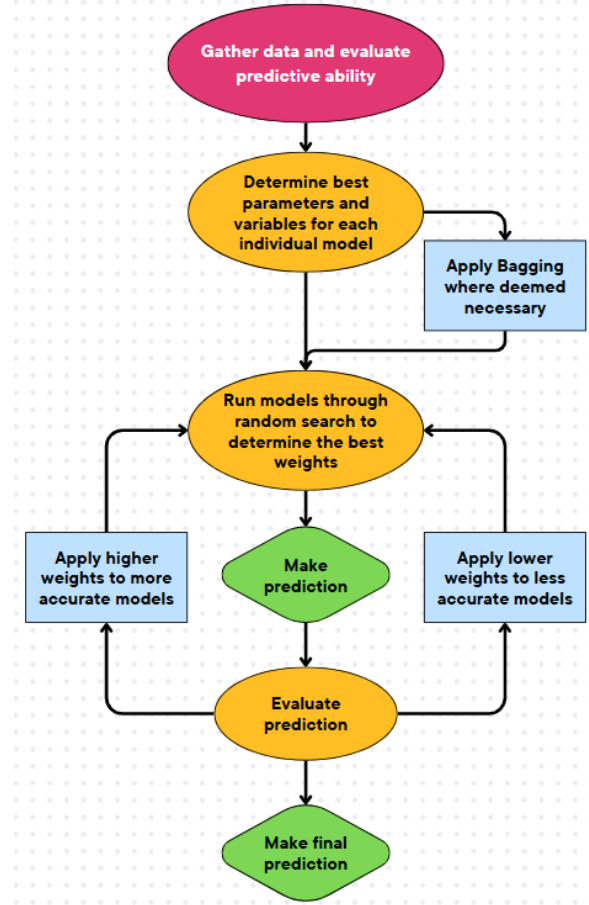 Gather data and evaluate
predictive ability
Determine best
parameters and
variables for each
individual model
Apply Bagging
where deemed
necessary
Run models through
random search to
determine the best
weights
Make
prediction
Apply higher
weights to more
accurate models
Apply lower
weights to less
accurate models
Evaluate
prediction
Make final
prediction